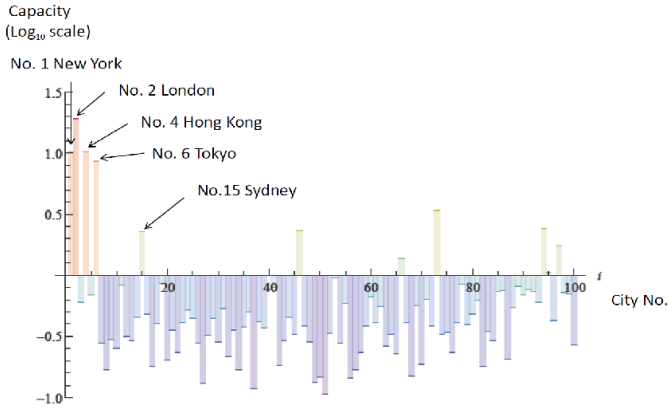 Capacity
(Log₁₀ scale)
No. 1 New York
1.5
No. 2 London
No. 4 Hong Kong
1.0
No. 6 Tokyo
No.15 Sydney
0.5
20 40 60 80 100 i
City No.
−0.5
−1.0